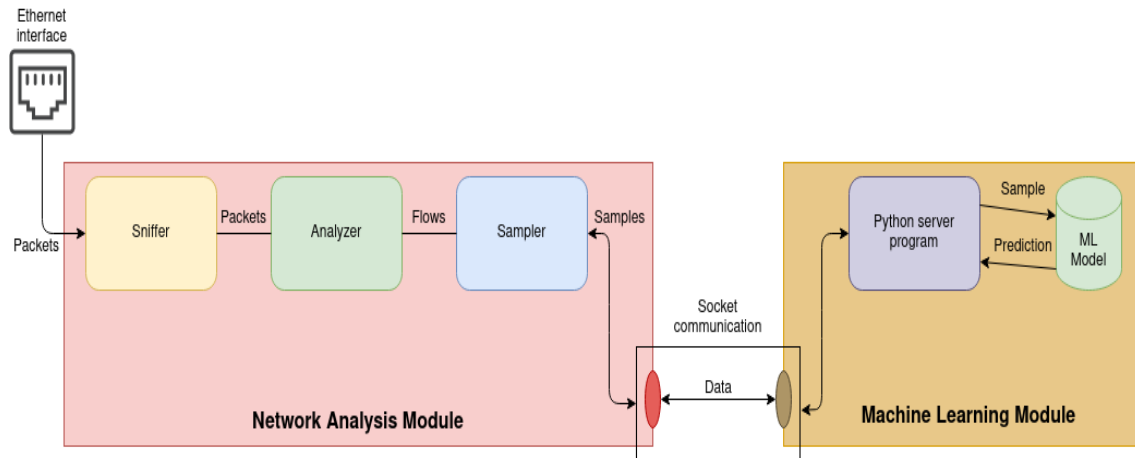 Ethernet
interface
Packets
Sniffer
Packets
Analyzer
Flows
Sampler
Samples
Network Analysis Module
Socket
communication
Data
Python server
program
Sample
Prediction
ML
Model
Machine Learning Module